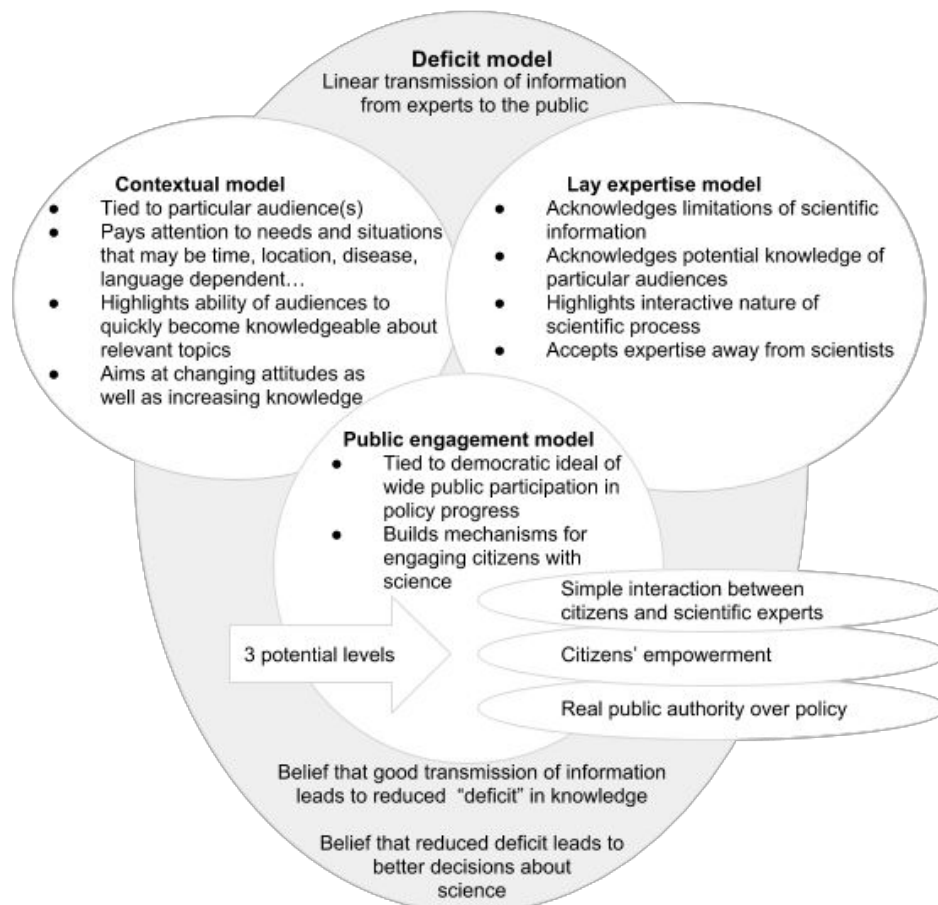 Deficit model
Linear transmission of information
from experts to the public
Contextual model
● Tied to particular audience(s)
● Pays attention to needs and situations
that may be time, location, disease,
language dependent…
● Highlights ability of audiences to
quickly become knowledgeable about
relevant topics
● Aims at changing attitudes as
well as increasing knowledge
Lay expertise model
● Acknowledges limitations of scientific
information
● Acknowledges potential knowledge of
particular audiences
● Highlights interactive nature of
scientific process
● Accepts expertise away from scientists
Public engagement model
● Tied to democratic ideal of
wide public participation in
policy progress
● Builds mechanisms for
engaging citizens with
science
3 potential levels
Simple interaction between
citizens and scientific experts
Citizens' empowerment
Real public authority over policy
Belief that good transmission of information
leads to reduced “deficit” in knowledge
Belief that reduced deficit leads to
better decisions about
science